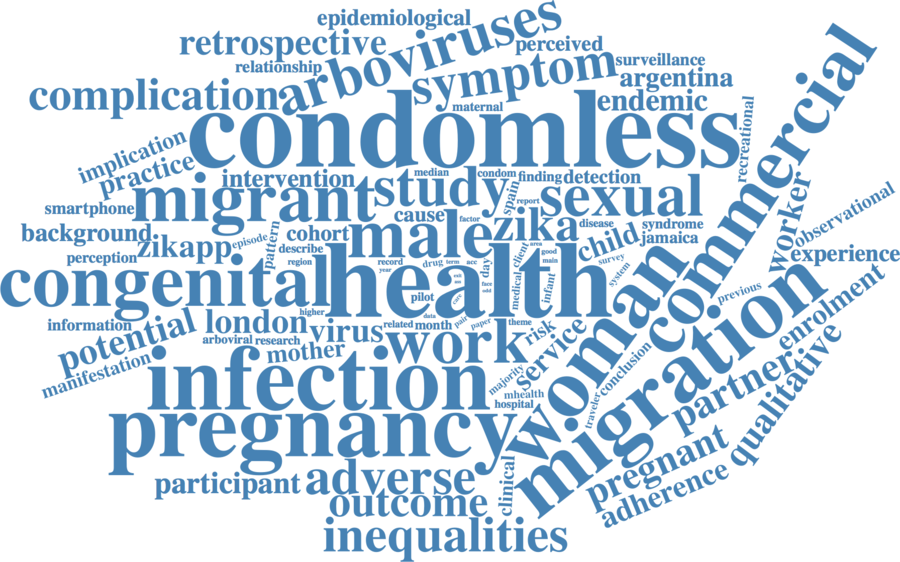 epidemiological
retrospective
arboviruses
perceived
relationship
symptom
surveillance
argentina
complication
maternal
endemic
condomless
commercial
recreational
implication
practice
intervention
median
condom
finding
detection
migrant
study
spain
report
sexual
smartphone
cause
factor
zika
disease
syndrome
worker
observational
background
zikapp
episode
pattern
cohort
male
child
jamaica
experience
perception
describe
region
record
year
drug
term
acc
day
client
area
good
main
survey
system
congenital
health
medical
infant
woman
migration
previous
higher
pilot
data
care
face
odd
pair
information
potential
london
virus
related
month
paper
theme
risk
service
enrolment
arboviral
research
mother
work
manifestation
infection
majority
mhealth
hospital
conclusion
traveler
partner
qualitative
pregnancy
participant
adverse
clinical
pregnant
adherence
outcome
inequalities